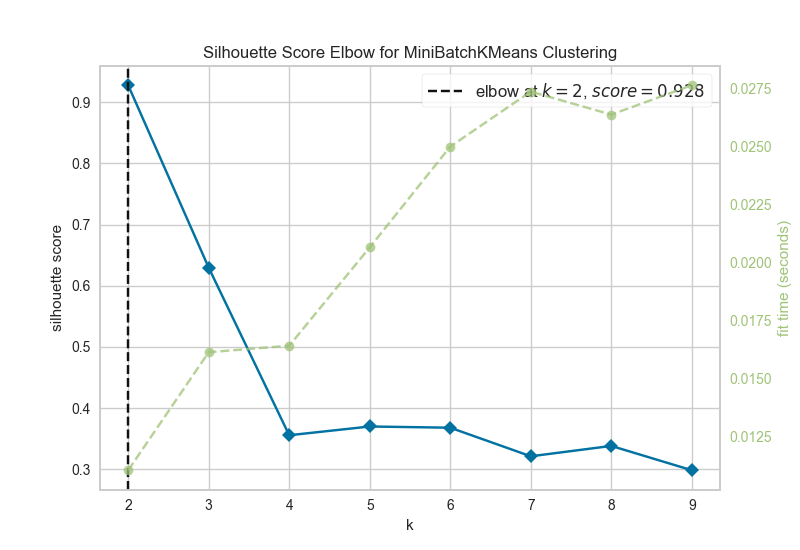 Silhouette Score Elbow for MiniBatchKMeans Clustering
elbow at k = 2, score = 0.928
silhouette score
0.9
0.8
0.7
0.6
0.5
0.4
0.3
0.0275
0.0250
0.0225
0.0200
0.0175
0.0150
0.0125
fit time (seconds)
2 3 4 5 6 7 8 9
k